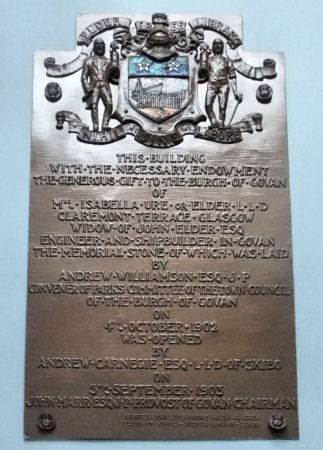 ELDER FREE LIBRARY
NIHIL SINE LABORE
THIS·BUILDING
WITH·THE·NECESSARY·ENDOWMENT
THE·GENEROUS·GIFT·TO·THE·BURGH·OF·GOVAN
OF
MRS·ISABELLA·URE·OR·ELDER·L·L·D
CLAREMONT·TERRACE·GLASGOW
WIDOW·OF·JOHN·ELDER·ESQ
ENGINEER·AND·SHIPBUILDER·IN·GOVAN
THE·MEMORIAL·STONE·OF·WHICH·WAS·LAID
BY
ANDREW·WILLIAMSON·ESQ·J·P
CONVENER·OF·PARKS·COMMITTEE·OF·THE·TOWN·COUNCIL
OF·THE·BURGH·OF·GOVAN
ON
4TH·OCTOBER·1902
WAS·OPENED
BY
ANDREW·CARNEGIE·ESQ·L·L·D·OF·SKIBO
ON
5TH·SEPTEMBER·1903
JOHN·MARR·ESQ·J·P·PROVOST·OF·GOVAN·CHAIRMAN